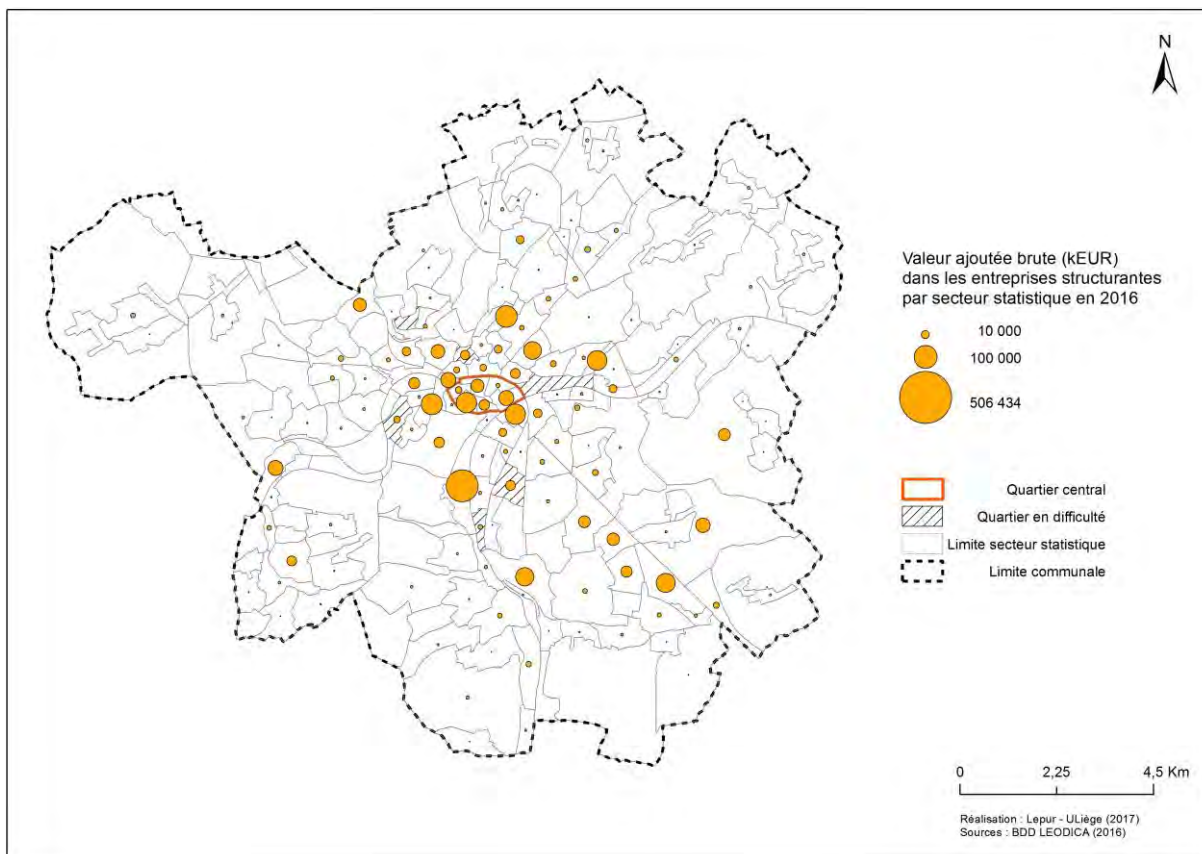 N
Valeur ajoutée brute (kEUR)
dans les entreprises structurantes
par secteur statistique en 2016
10 000
100 000
506 434
Quartier central
Quartier en difficulté
Limite secteur statistique
Limite communale
0 2,25 4,5 Km
Réalisation : Lepur - ULiège (2017)
Sources : BDD LEODICA (2016)